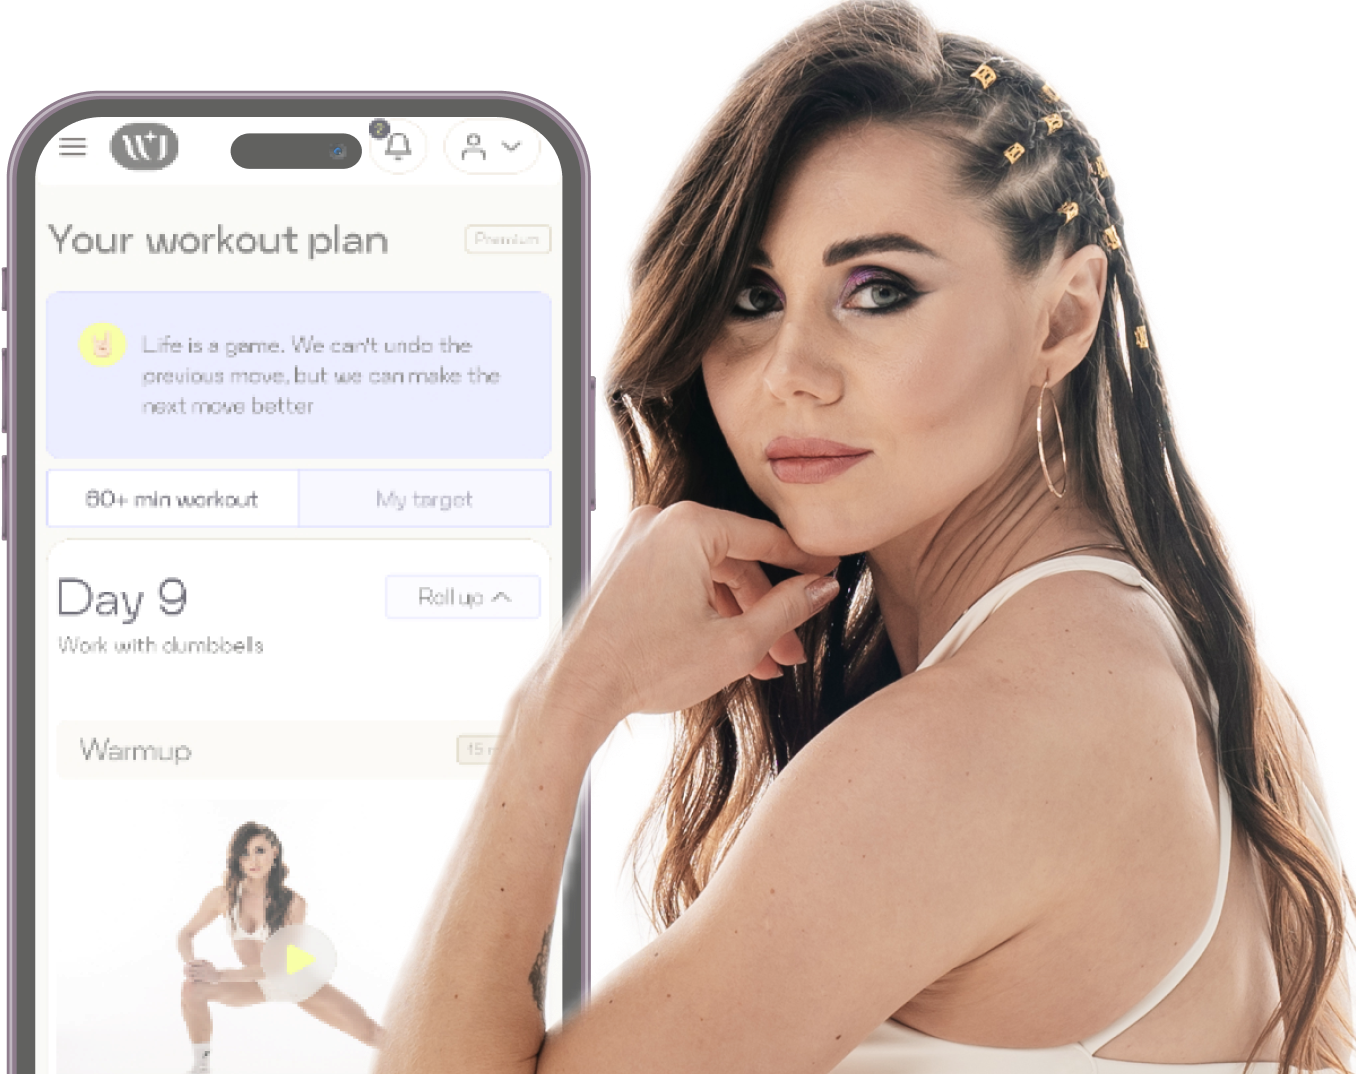 Your workout plan
Premium
Life is a game. We can't undo the
previous move, but we can make the
next move better
60+ min workout
My target
Day 9
Roll up
Work with dumbbells
Warmup
15